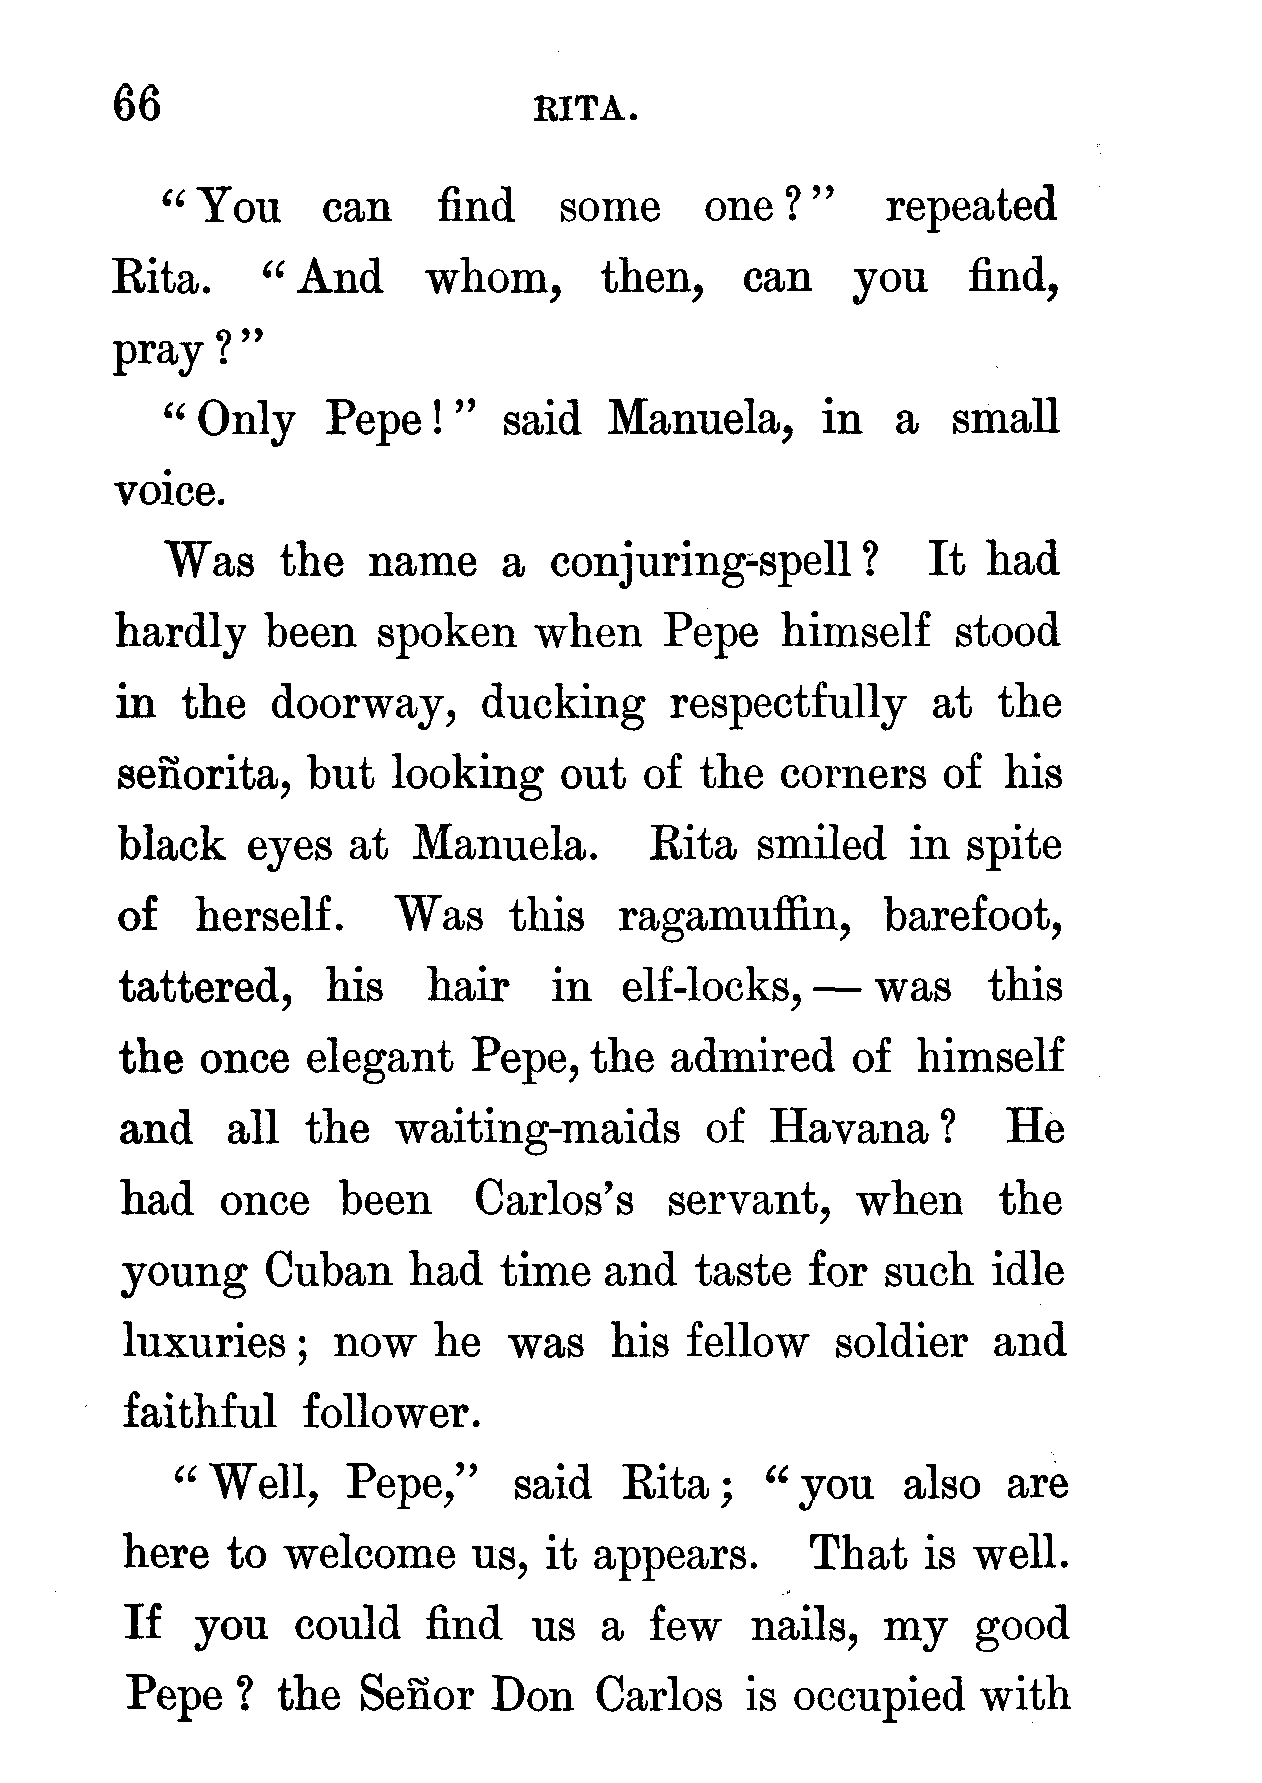 66 RITA.
“ You can find some one ? ” repeated
Rita. “ And whom, then, can you find,
pray ? ”
“ Only Pepe ! ” said Manuela, in a small
voice.
Was the name a conjuring-spell ? It had
hardly been spoken when Pepe himself stood
in the doorway, ducking respectfully at the
señorita, but looking out of the corners of his
black eyes at Manuela. Rita smiled in spite
of herself. Was this ragamuffin, barefoot,
tattered, his hair in elf-locks, — was this
the once elegant Pepe, the admired of himself
and all the waiting-maids of Havana ? He
had once been Carlos’s servant, when the
young Cuban had time and taste for such idle
luxuries ; now he was his fellow soldier and
faithful follower.
“ Well, Pepe,” said Rita ; “ you also are
here to welcome us, it appears. That is well.
If you could find us a few nails, my good
Pepe ? the Señor Don Carlos is occupied with